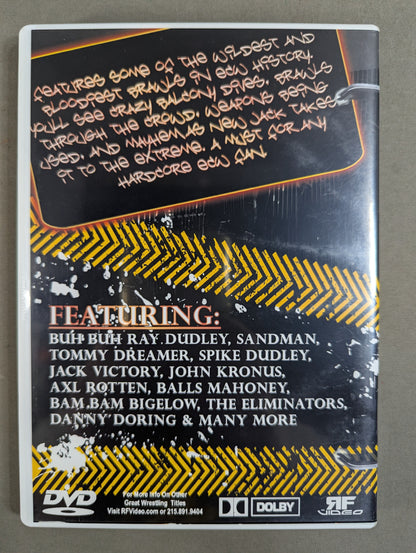 FEATURES SOME OF THE WILDEST AND
BLOODIEST BRAWLS IN ECW HISTORY,
YOU'LL SEE CRAZY BALCONY DIVES, BRAWLS
THROUGH THE CROWD, WEAPONS BEING
USED, AND MAYHEM AS NEW JACK TAKES
IT TO THE EXTREME. A MUST FOR ANY
HARDCORE ECW FAN.
FEATURING:
BUH BUH RAY DUDLEY, SANDMAN,
TOMMY DREAMER, SPIKE DUDLEY,
JACK VICTORY, JOHN KRONUS,
AXL ROTTEN, BALLS MAHONEY,
BAM BAM BIGELOW, THE ELIMINATORS,
DANNY DORING & MANY MORE
DVD
For More Info On Other
Great Wrestling Titles
Visit RFVideo.com or 215.891.9404
DOLBY
RF
VIDEO